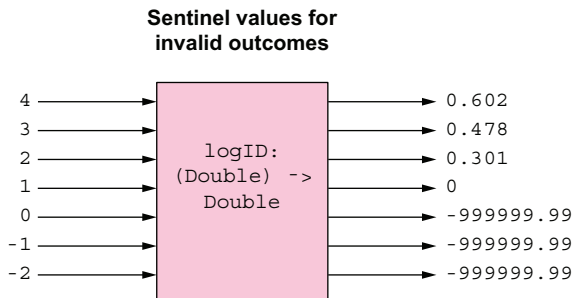 Sentinel values for
invalid outcomes
4 0.602
3 0.478
2 0.301
1 0
0 -999999.99
-1 -999999.99
-2 -999999.99
logID:
(Double) ->
Double